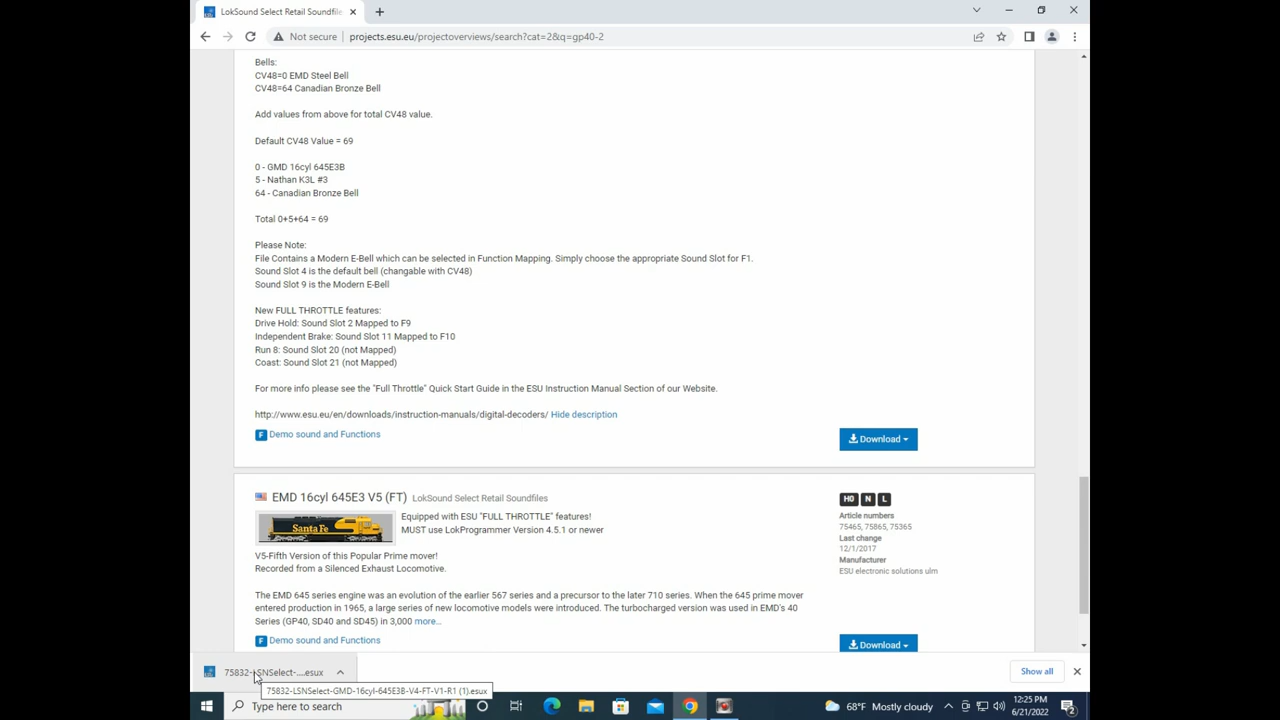 LokSound Select Retail Soundfile
Not secure
projects.esu.eu/projectoverviews/search?cat=2&q=gp40-2
Bells:
CV48=0 EMD Steel Bell
CV48=64 Canadian Bronze Bell
Add values from above for total CV48 value.
Default CV48 Value = 69
0 - GMD 16cyl 645E3B
5 - Nathan K3L #3
64 - Canadian Bronze Bell
Total 0+5+64 = 69
Please Note:
File Contains a Modern E-Bell which can be selected in Function Mapping. Simply choose the appropriate Sound Slot for F1.
Sound Slot 4 is the default bell (changable with CV48)
Sound Slot 9 is the Modern E-Bell
New FULL THROTTLE features:
Drive Hold: Sound Slot 2 Mapped to F9
Independent Brake: Sound Slot 11 Mapped to F10
Run 8: Sound Slot 20 (not Mapped)
Coast: Sound Slot 21 (not Mapped)
For more info please see the "Full Throttle" Quick Start Guide in the ESU Instruction Manual Section of our Website.
http://www.esu.eu/en/downloads/instruction-manuals/digital-decoders/ Hide description
F Demo sound and Functions
Download
EMD 16cyl 645E3 V5 (FT) LokSound Select Retail Soundfiles
Santa Fe
Equipped with ESU "FULL THROTTLE" features!
MUST use LokProgrammer Version 4.5.1 or newer
V5-Fifth Version of this Popular Prime mover!
Recorded from a Silenced Exhaust Locomotive.
The EMD 645 series engine was an evolution of the earlier 567 series and a precursor to the later 710 series. When the 645 prime mover
entered production in 1965, a large series of new locomotive models were introduced. The turbocharged version was used in EMD's 40
Series (GP40, SD40 and SD45) in 3,000 more...
F Demo sound and Functions
H0 N L
Article numbers
75465, 75865, 75365
Last change
12/1/2017
Manufacturer
ESU electronic solutions ulm
Download
75832-LSNSelect-....esux
75832-LSNSelect-GMD-16cyl-645E3B-V4-FT-V1-R1 (1).esux
Show all
Type here to search
68°F Mostly cloudy
12:25 PM
6/21/2022
2